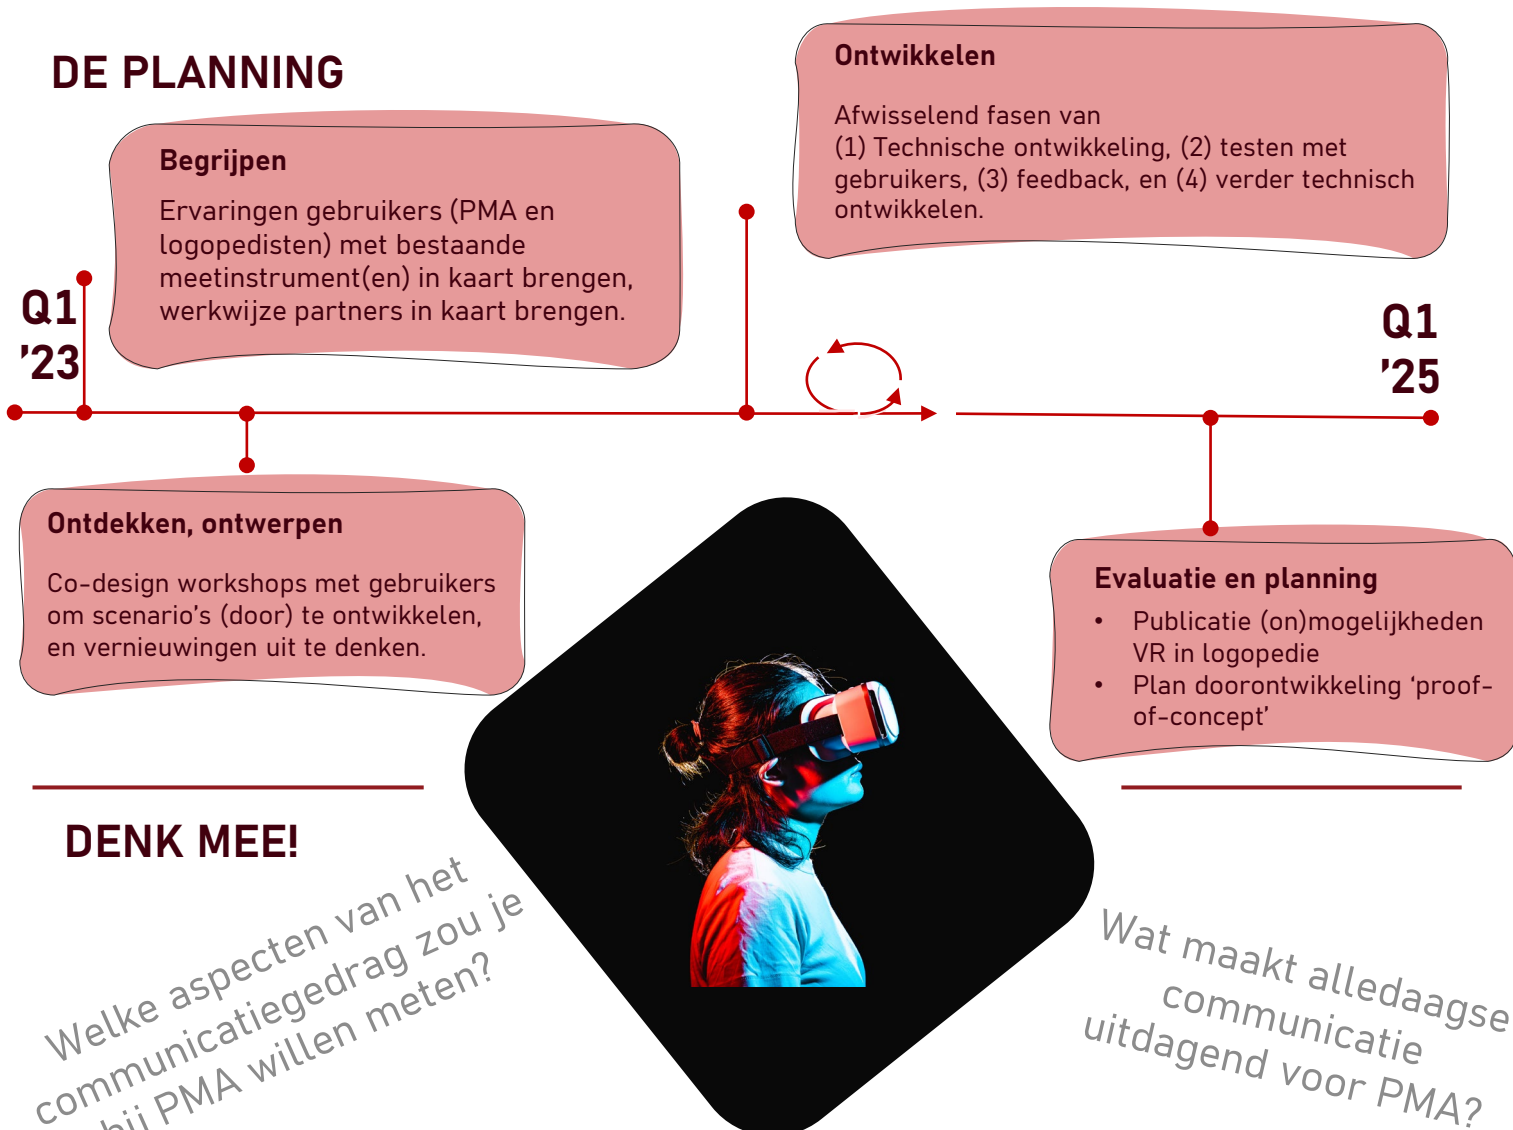 DE PLANNING
Begrijpen
Ervaringen gebruikers (PMA en
logopedisten) met bestaande
meetinstrument(en) in kaart brengen,
werkwijze partners in kaart brengen.
Ontwikkelen
Afwisselend fasen van
(1) Technische ontwikkeling, (2) testen met
gebruikers, (3) feedback, en (4) verder technisch
ontwikkelen.
Q1
’23
Q1
’25
Ontdekken, ontwerpen
Co-design workshops met gebruikers
om scenario’s (door) te ontwikkelen,
en vernieuwingen uit te denken.
Evaluatie en planning
• Publicatie (on)mogelijkheden
VR in logopedie
• Plan doorontwikkeling ‘proof-
of-concept’
DENK MEE!
Welke aspecten van het
communicatiegedrag zou je
bij PMA willen meten?
Wat maakt alledaagse
communicatie
uitdagend voor PMA?